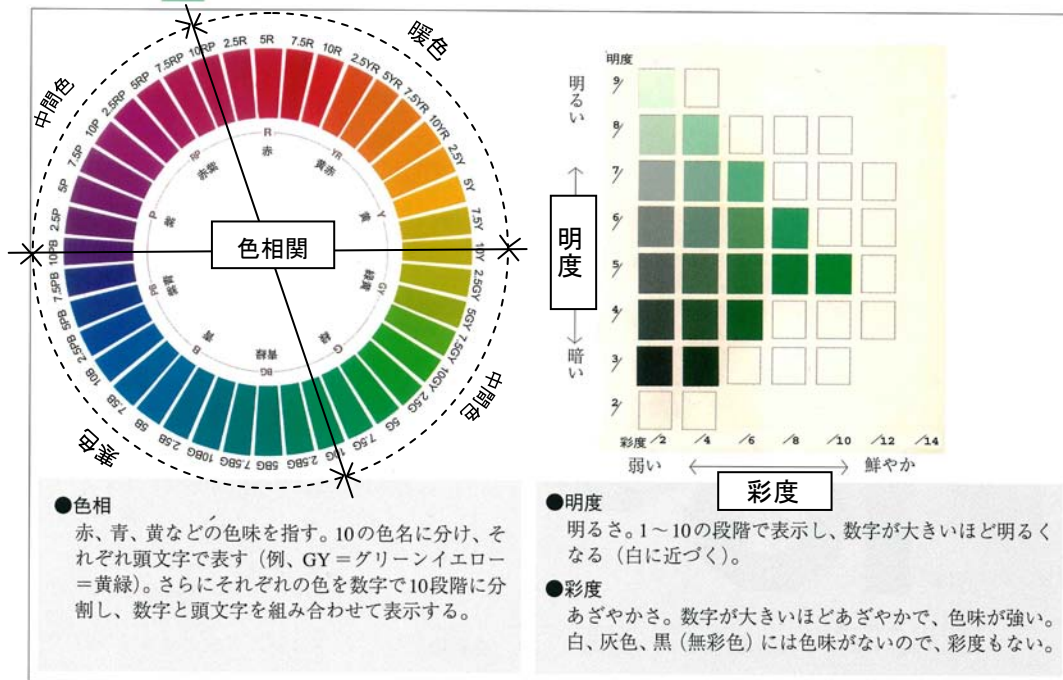 暖色
中間色
中間色
寒色
色相関
10RP
2.5R
5R
7.5R
10R
2.5YR
5YR
7.5YR
10YR
2.5Y
5Y
7.5Y
10Y
2.5GY
5GY
7.5GY
10GY
2.5G
5G
7.5G
10G
2.5BG
5BG
7.5BG
10BG
2.5B
5B
7.5B
10B
2.5PB
5PB
7.5PB
10PB
2.5P
5P
7.5P
10P
2.5RP
5RP
7.5RP
R
赤
YR
黄赤
Y
黄
GY
緑黄
G
緑
BG
青緑
B
青
PB
紫青
P
紫
RP
赤紫
明度
明るい
明度
暗い
9/
8/
7/
6/
5/
4/
3/
2/
彩度 /2 /4 /6 /8 /10 /12 /14
弱い 鮮やか
彩度
●色相
赤、青、黄などの色味を指す。10の色名に分け、そ
れぞれ頭文字で表す（例、GY＝グリーンイエロー
＝黄緑）。さらにそれぞれの色を数字で10段階に分
割し、数字と頭文字を組み合わせて表示する。
●明度
明るさ。1～10の段階で表示し、数字が大きいほど明るく
なる（白に近づく）。
●彩度
あざやかさ。数字が大きいほどあざやかで、色味が強い。
白、灰色、黒（無彩色）には色味がないので、彩度もない。